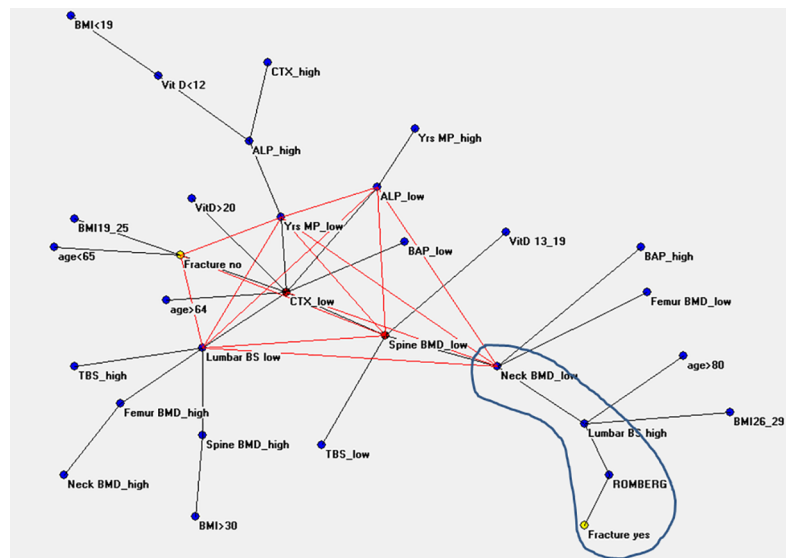 BMI<19
CTX_high
Vit D<12
Yrs MP_high
ALP_high
ALP_low
VitD>20
BMI19_25
Yrs MP_low
VitD 13_19
BAP_low
BAP_high
age<65
Fracture no
Femur BMD_low
CTX_low
age>64
Spine BMD_low
Lumbar BS low
age>80
TBS_high
Neck BMD_low
Femur BMD_high
BMI26_29
Lumbar BS high
Spine BMD_high
TBS_low
Neck BMD_high
ROMBERG
BMI>30
Fracture yes